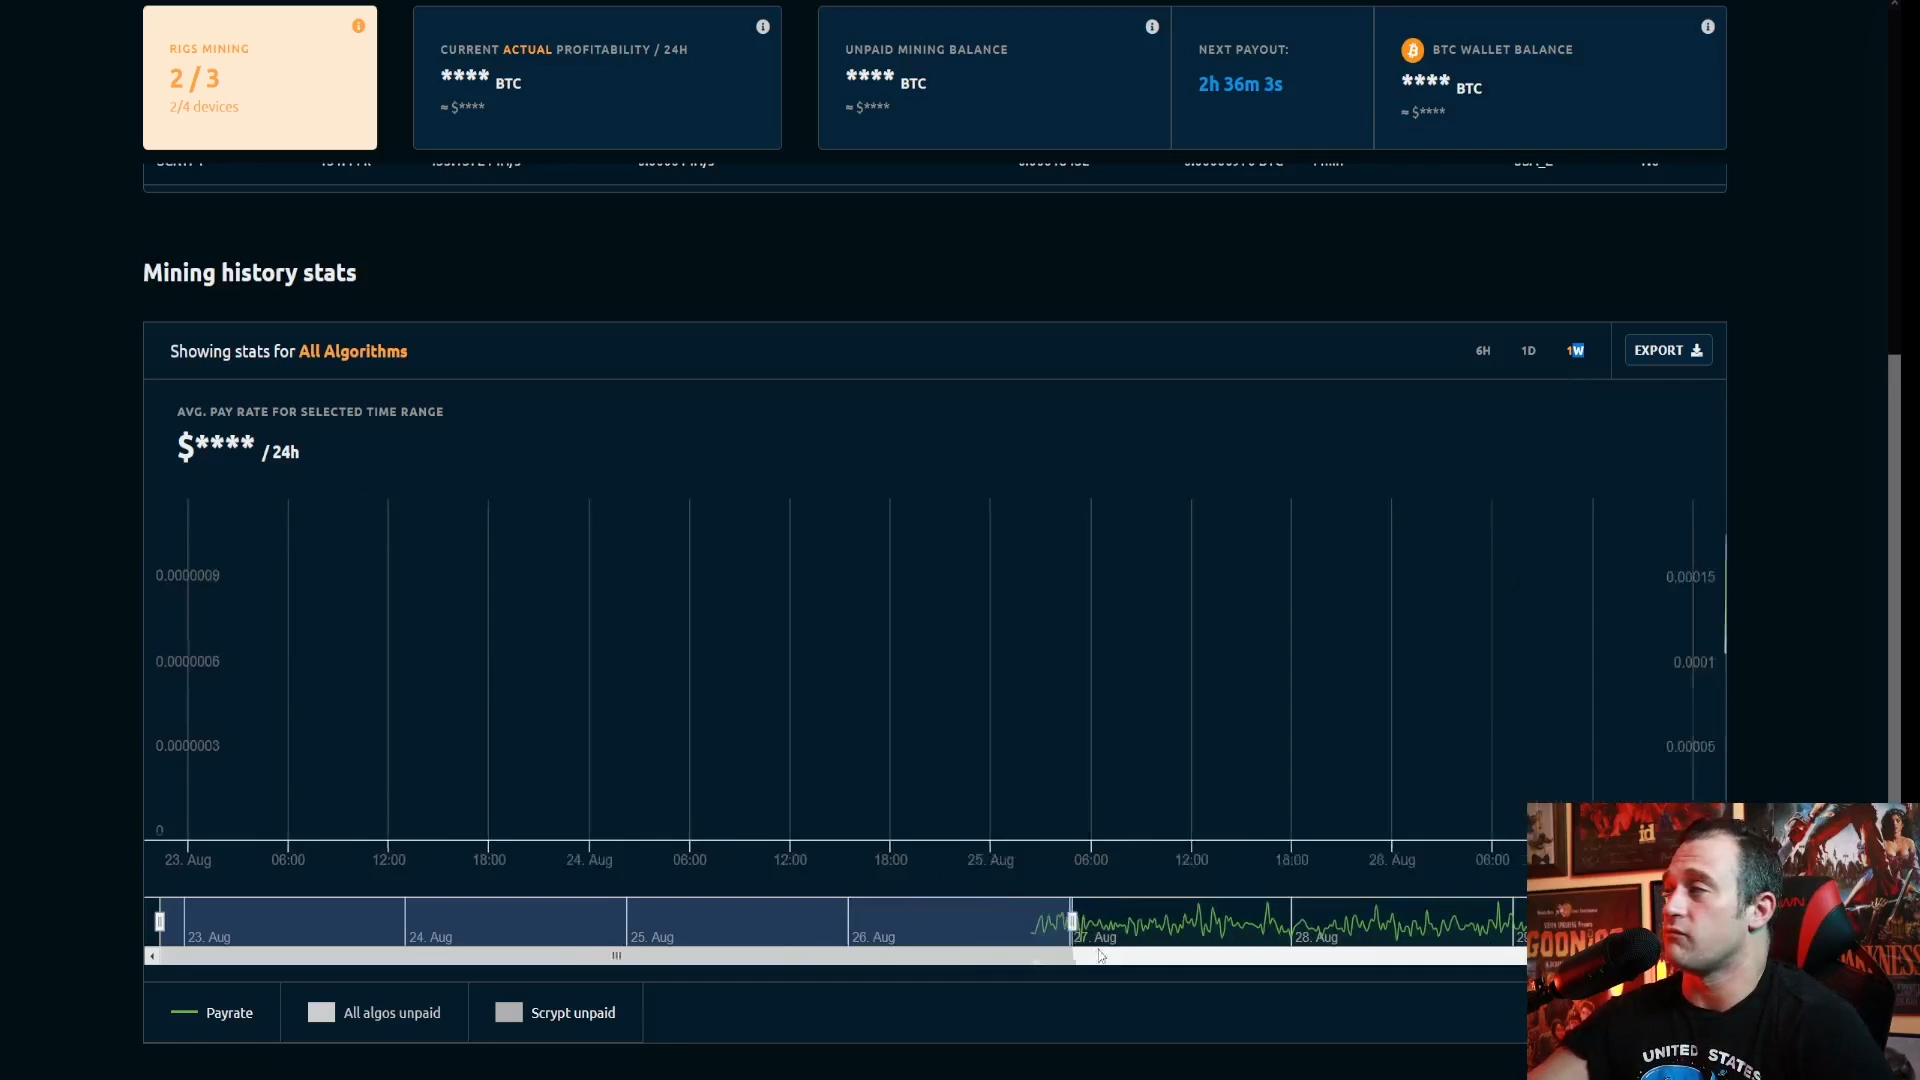 RIGS MINING
2 / 3
2/4 devices
CURRENT ACTUAL PROFITABILITY / 24H
**** BTC
≈ $****
UNPAID MINING BALANCE
**** BTC
≈ $****
NEXT PAYOUT:
2h 36m 3s
BTC WALLET BALANCE
**** BTC
≈ $****
Mining history stats
Showing stats for All Algorithms
6H 1D 1W EXPORT
AVG. PAY RATE FOR SELECTED TIME RANGE
$**** / 24h
0.0000009 0.00015
0.0000006 0.0001
0.0000003 0.00005
0
23. Aug 06:00 12:00 18:00 24. Aug 06:00 12:00 18:00 25. Aug 06:00 12:00 18:00 26. Aug 06:00
23. Aug 24. Aug 25. Aug 26. Aug 27. Aug 28. Aug
Payrate All algos unpaid Scrypt unpaid
id
UNITED STATES